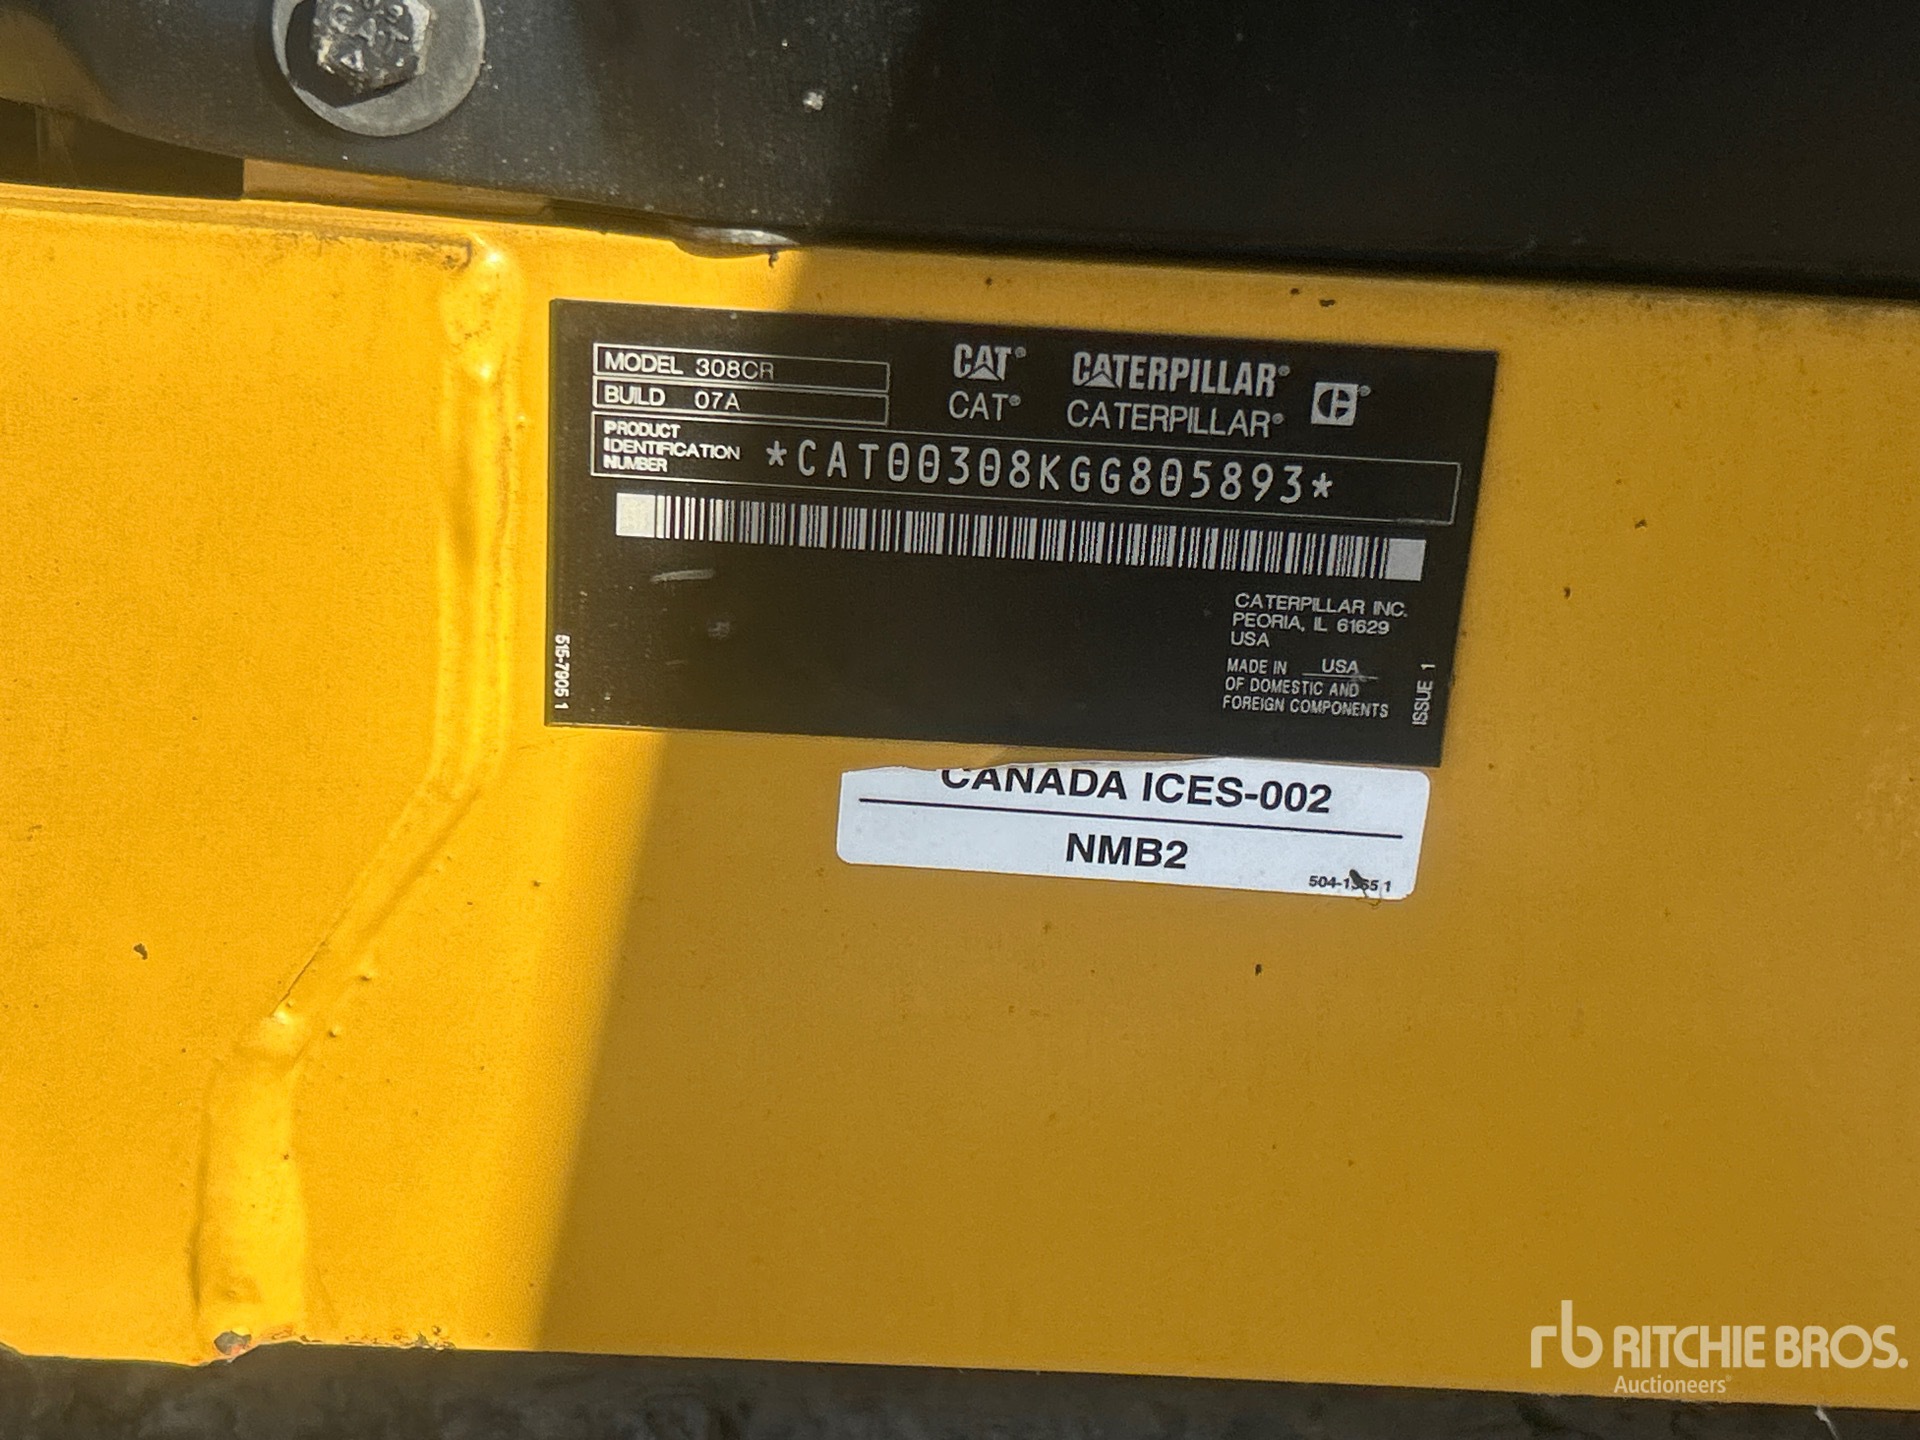 MODEL 308CR
BUILD 07A
CAT® CATERPILLAR®
CAT® CATERPILLAR®
PRODUCT
IDENTIFICATION
NUMBER
*CAT00308KGG805893*
CATERPILLAR INC.
PEORIA, IL 61629
USA
MADE IN USA
OF DOMESTIC AND
FOREIGN COMPONENTS
515-7905 1
ISSUE 1
CANADA ICES-002
NMB2
rb RITCHIE BROS.
Auctioneers